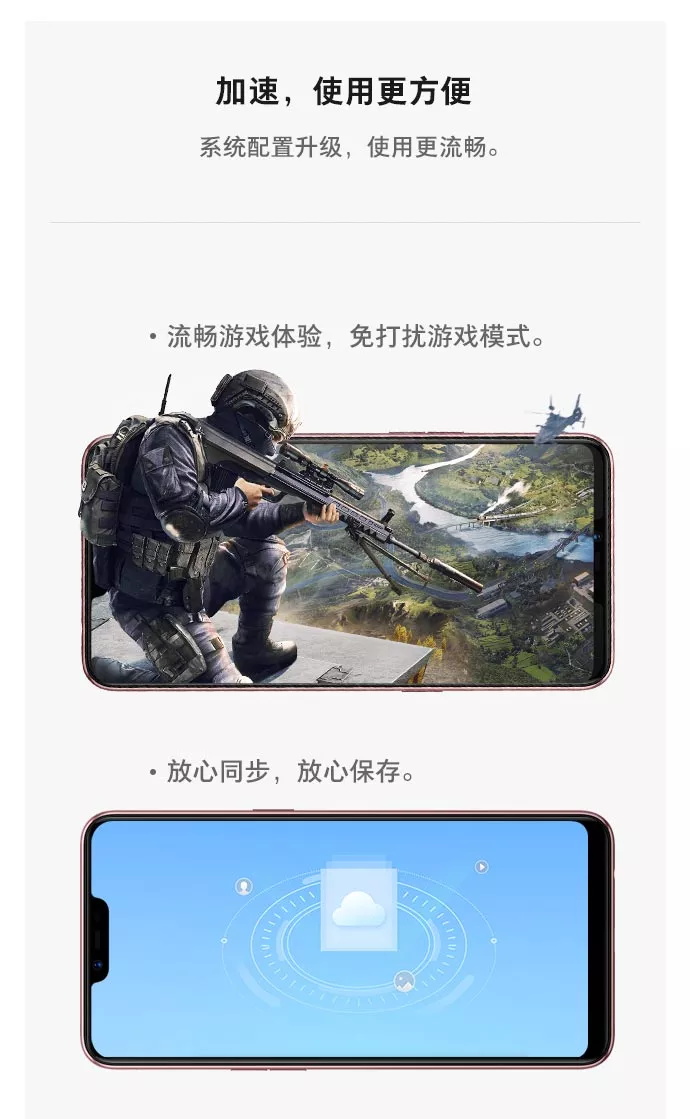 加速，使用更方便
系统配置升级，使用更流畅。
• 流畅游戏体验，免打扰游戏模式。
• 放心同步，放心保存。